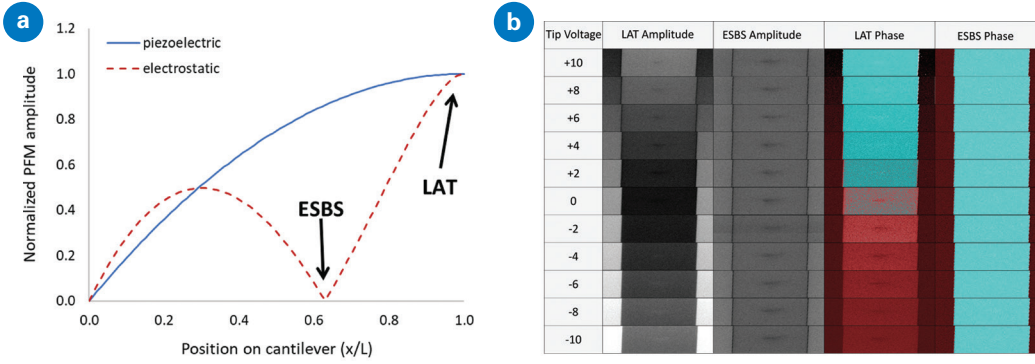 a
1.2
1.0
0.8
0.6
0.4
0.2
0.0
Normalized PFM amplitude
piezoelectric
electrostatic
ESBS
LAT
0.0 0.2 0.4 0.6 0.8 1.0
Position on cantilever (x/L)
b
Tip Voltage LAT Amplitude ESBS Amplitude LAT Phase ESBS Phase
+10
+8
+6
+4
+2
0
-2
-4
-6
-8
-10